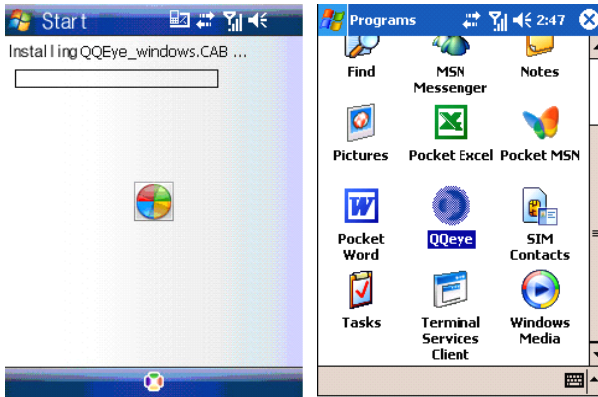 Start
Installing QQEye_windows.CAB ...
Programs 2:47
Find MSN Messenger Notes
Pictures Pocket Excel Pocket MSN
Pocket Word QQeye SIM Contacts
Tasks Terminal Services Client Windows Media